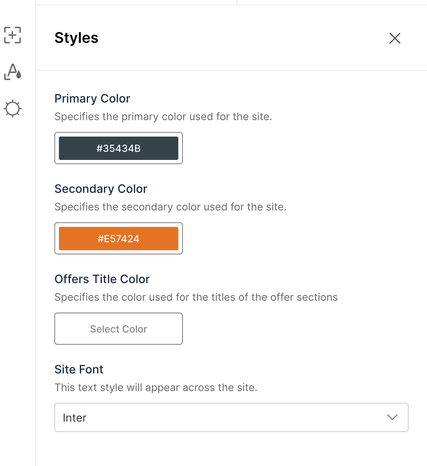 Styles
Primary Color
Specifies the primary color used for the site.
#35434B
Secondary Color
Specifies the secondary color used for the site.
#E57424
Offers Title Color
Specifies the color used for the titles of the offer sections
Select Color
Site Font
This text style will appear across the site.
Inter